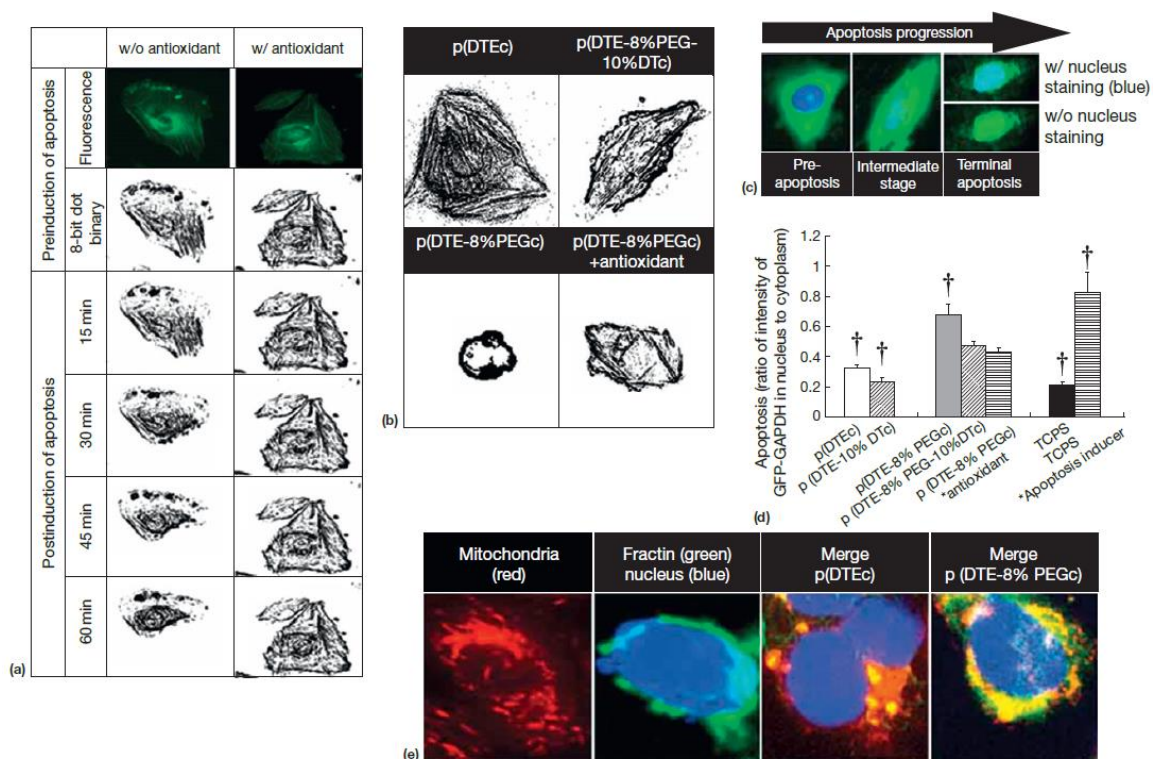 w/o antioxidant
w/ antioxidant
Preinduction of apoptosis
Fluorescence
8-bit dot
binary
Postinduction of apoptosis
15 min
30 min
45 min
60 min
(a)
p(DTEc)
p(DTE-8%PEG-
10%DTc)
p(DTE-8%PEGc)
p(DTE-8%PEGc)
+antioxidant
(b)
Apoptosis progression
w/ nucleus
staining (blue)
w/o nucleus
staining
Pre-
apoptosis
Intermediate
stage
Terminal
apoptosis
(c)
Apoptosis (ratio of intensity of
GFP-GAPDH in nucleus to cytoplasm)
1.2
1
0.8
0.6
0.4
0.2
0
†
†
†
†
†
p(DTEc)
p (DTE-10% DTc)
p(DTE-8% PEGc)
p (DTE-8% PEG-10%DTc)
p (DTE-8% PEGc)
*antioxidant
TCPS
TCPS
*Apoptosis inducer
(d)
Mitochondria
(red)
Fractin (green)
nucleus (blue)
Merge
p(DTEc)
Merge
p (DTE-8% PEGc)
(e)